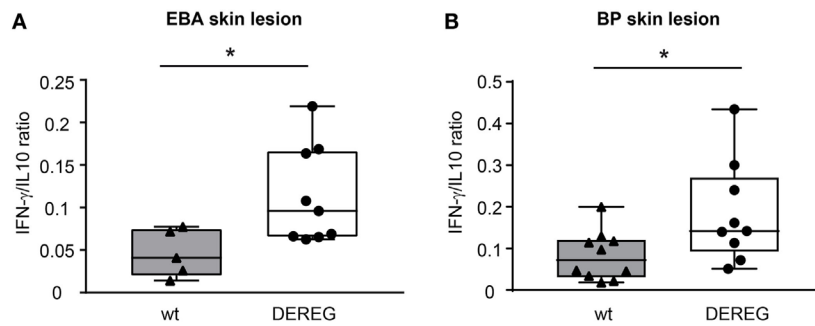 A
EBA skin lesion
*
IFN-γ/IL10 ratio
0.25
0.2
0.15
0.1
0.05
0
wt
DEREG
B
BP skin lesion
*
IFN-γ/IL10 ratio
0.5
0.4
0.3
0.2
0.1
0
wt
DEREG